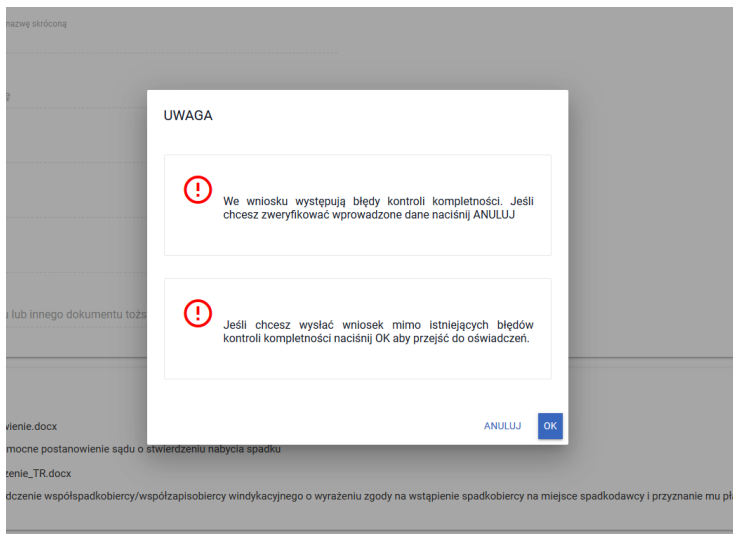 nazwę skróconą
ę
UWAGA
We wniosku występują błędy kontroli kompletności. Jeśli
chcesz zweryfikować wprowadzone dane naciśnij ANULUJ
u lub innego dokumentu tożs
Jeśli chcesz wysłać wniosek mimo istniejących błędów
kontroli kompletności naciśnij OK aby przejść do oświadczeń.
ANULUJ OK
wienie.docx
mocne postanowienie sądu o stwierdzeniu nabycia spadku
zenie_TR.docx
dczenie współspadkobiercy/współzapisobiercy windykacyjnego o wyrażeniu zgody na wstąpienie spadkobiercy na miejsce spadkodawcy i przyznanie mu pł